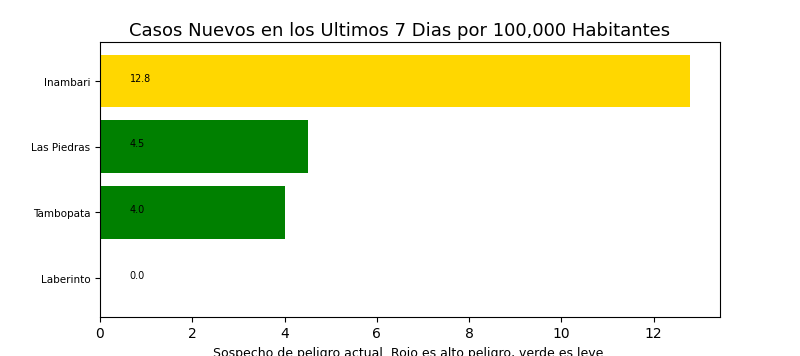 Casos Nuevos en los Ultimos 7 Dias por 100,000 Habitantes
Inambari 12.8
Las Piedras 4.5
Tambopata 4.0
Laberinto 0.0
0 2 4 6 8 10 12
Sospecho de peligro actual. Rojo es alto peligro, verde es leve